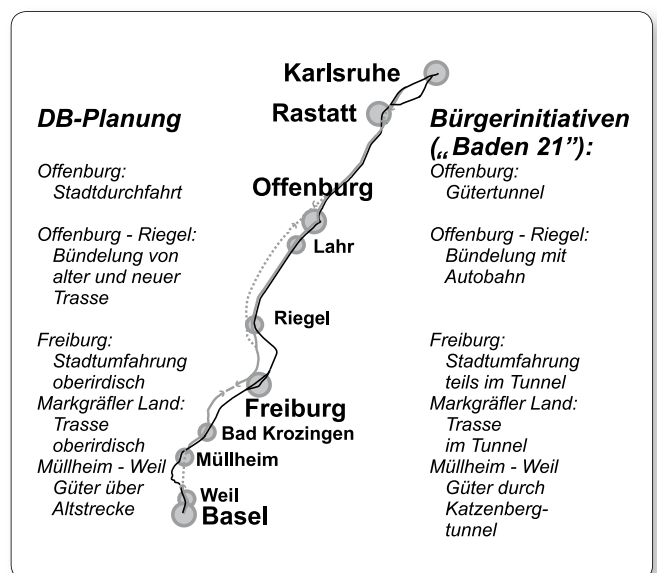 Karlsruhe
Rastatt
Offenburg
Lahr
Riegel
Freiburg
Bad Krozingen
Müllheim
Weil
Basel
DB-Planung
Offenburg:
Stadtdurchfahrt
Offenburg - Riegel:
Bündelung von
alter und neuer
Trasse
Freiburg:
Stadtumfahrung
oberirdisch
Markgräfler Land:
Trasse
oberirdisch
Müllheim - Weil
Güter über
Altstrecke
Bürgerinitiativen
(„Baden 21”):
Offenburg:
Gütertunnel
Offenburg - Riegel:
Bündelung mit
Autobahn
Freiburg:
Stadtumfahrung
teils im Tunnel
Markgräfler Land:
Trasse
im Tunnel
Müllheim - Weil
Güter durch
Katzenberg-
tunnel